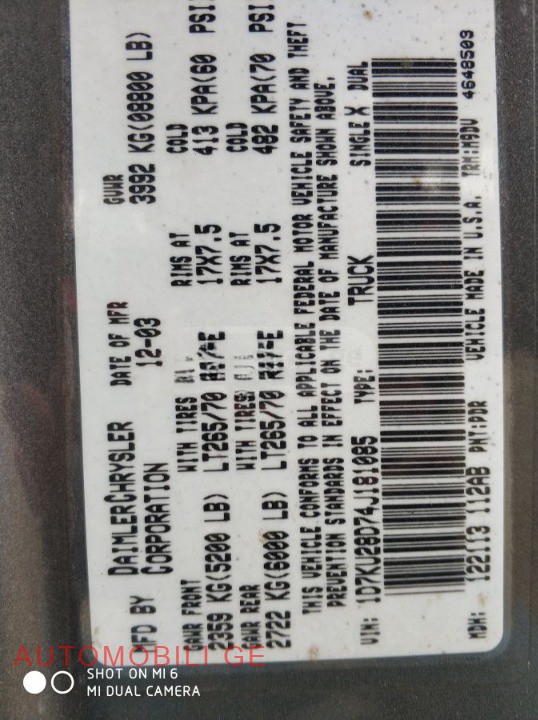 MFD BY DAIMLERCHRYSLER
CORPORATION
DATE OF MFR
12-03
GVWR
3992 KG(08800 LB)
GAWR FRONT
2359 KG(5200 LB)
WITH TIRES
LT265/70
RIMS AT
17X7.5
COLD
413 KPA(60 PSI
GAWR REAR
2722 KG(6000 LB)
WITH TIRES
LT265/70
RIMS AT
17X7.5
COLD
482 KPA(70 PSI
THIS VEHICLE CONFORMS TO ALL APPLICABLE FEDERAL MOTOR VEHICLE SAFETY AND THEFT
PREVENTION STANDARDS IN EFFECT ON THE DATE OF MANUFACTURE SHOWN ABOVE.
VIN: 1D7KU28D74J181085 TYPE: TRUCK SINGLE X DUAL
MDH: 122113 112AB PNT:PDR VEHICLE MADE IN U.S.A. TRM:M9DV
4648503
AUTOMOBILI GE
SHOT ON MI 6
MI DUAL CAMERA